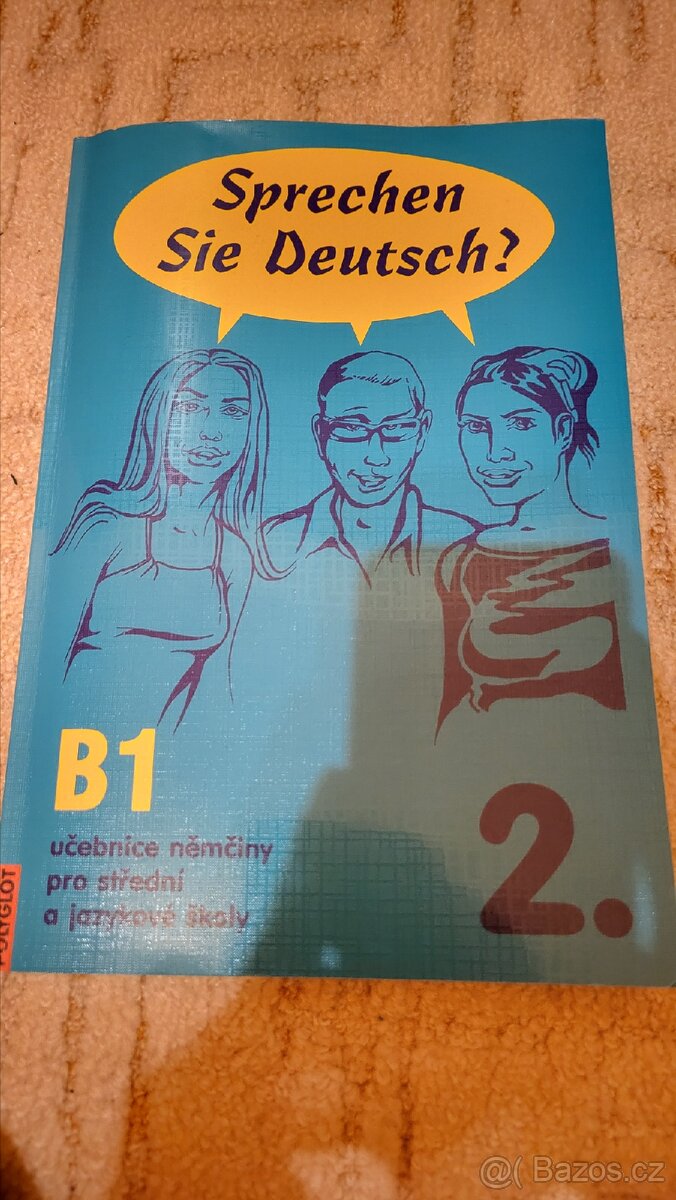 Sprechen
Sie Deutsch?
B1
učebnice němčiny
pro střední
a jazykové školy
2.
POLYGLOT
@( Bazos.cz